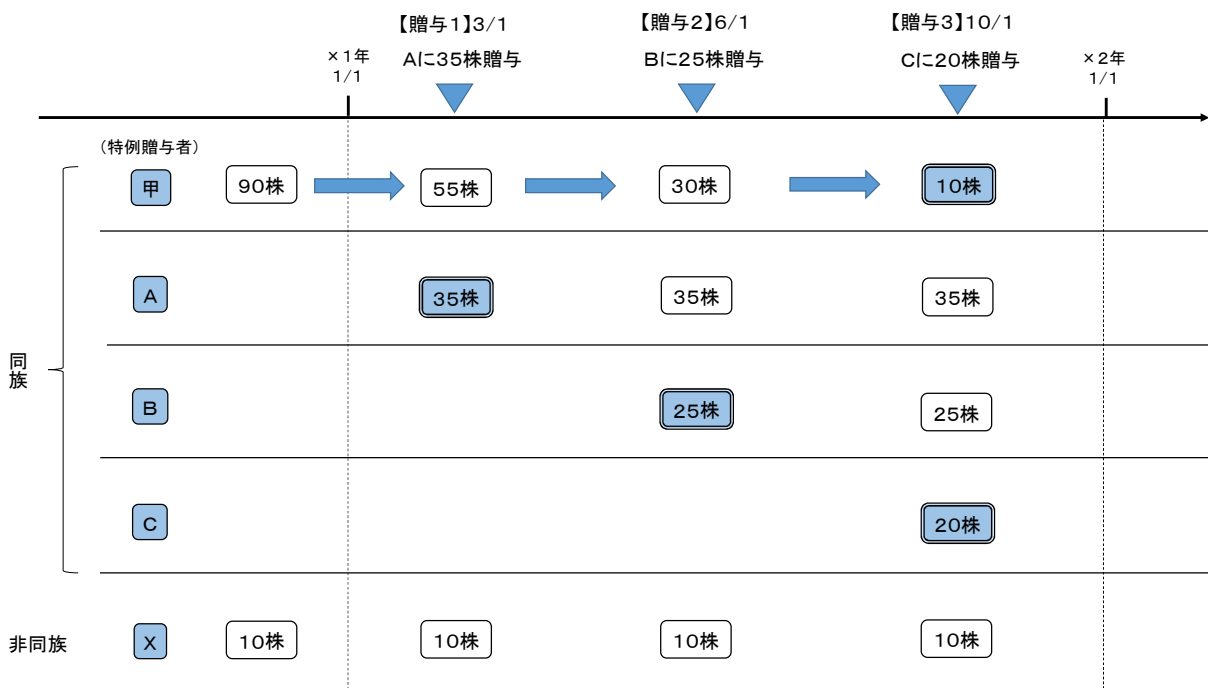 【贈与1】3/1
【贈与2】6/1
【贈与3】10/1
×1年
1/1
Aに35株贈与
Bに25株贈与
Cに20株贈与
×2年
1/1
(特例贈与者)
甲
90株
55株
30株
10株
A
35株
35株
35株
同族
B
25株
25株
C
20株
非同族
X
10株
10株
10株
10株